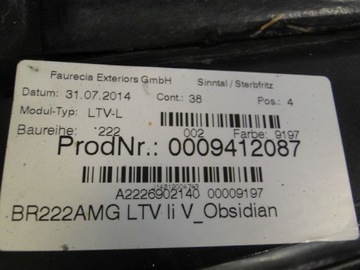 Faurecia Exteriors GmbH Sinntal / Sterbfritz
Datum: 31.07.2014 Cont.: 38 Pos.: 4
Modul-Typ: LTV-L
Baureihe: 222 002 Farbe: 9197
ProdNr.: 0009412087
A2226902140 00009197
BR222AMG LTV li V_Obsidian